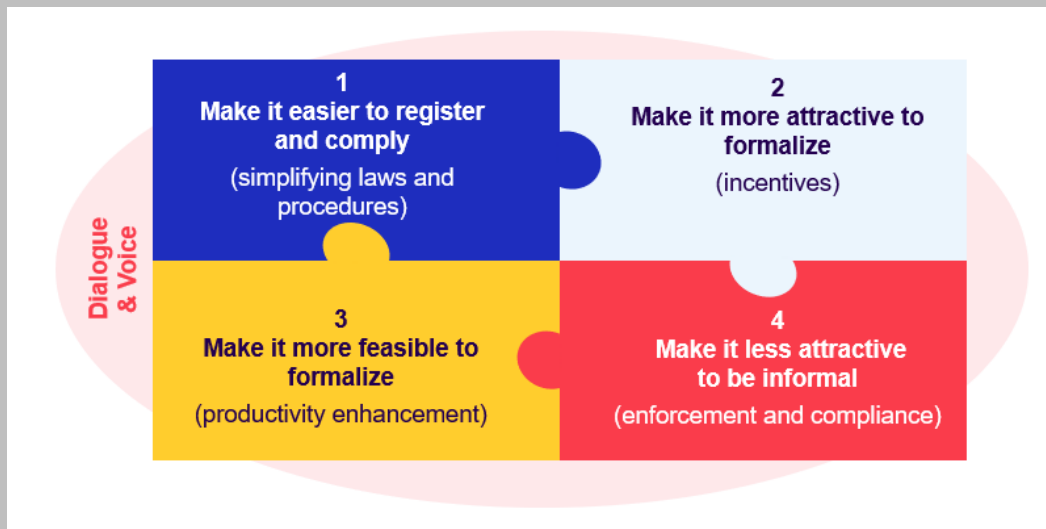 1
Make it easier to register
and comply
(simplifying laws and
procedures)
2
Make it more attractive to
formalize
(incentives)
Dialogue
& Voice
3
Make it more feasible to
formalize
(productivity enhancement)
4
Make it less attractive
to be informal
(enforcement and compliance)